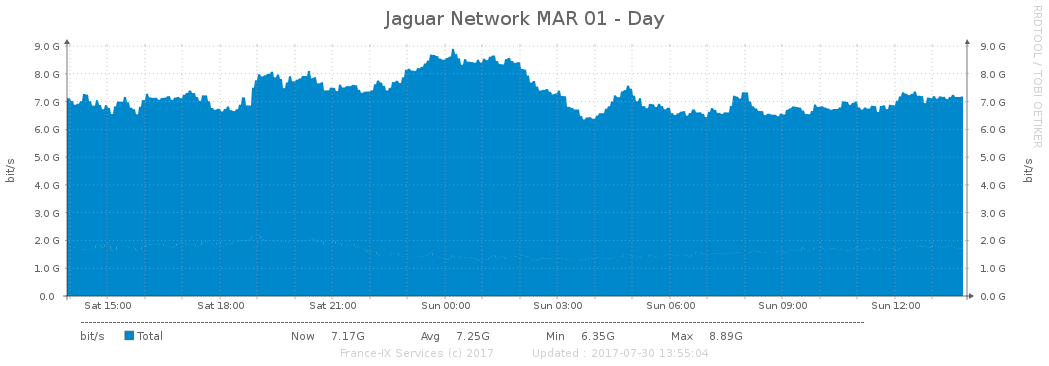 Jaguar Network MAR 01 - Day
RRDTOOL / TOBI OETIKER
9.0 G 9.0 G
8.0 G 8.0 G
7.0 G 7.0 G
6.0 G 6.0 G
5.0 G 5.0 G
bit/s bit/s
4.0 G 4.0 G
3.0 G 3.0 G
2.0 G 2.0 G
1.0 G 1.0 G
0.0 0.0 G
Sat 15:00 Sat 18:00 Sat 21:00 Sun 00:00 Sun 03:00 Sun 06:00 Sun 09:00 Sun 12:00
bit/s Total Now 7.17G Avg 7.25G Min 6.35G Max 8.89G
France-IX Services (c) 2017 Updated : 2017-07-30 13:55:04